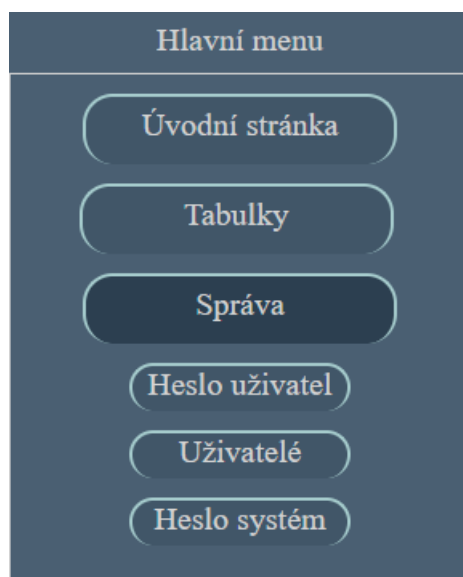 Hlavní menu
Úvodní stránka
Tabulky
Správa
Heslo uživatel
Uživatelé
Heslo systém